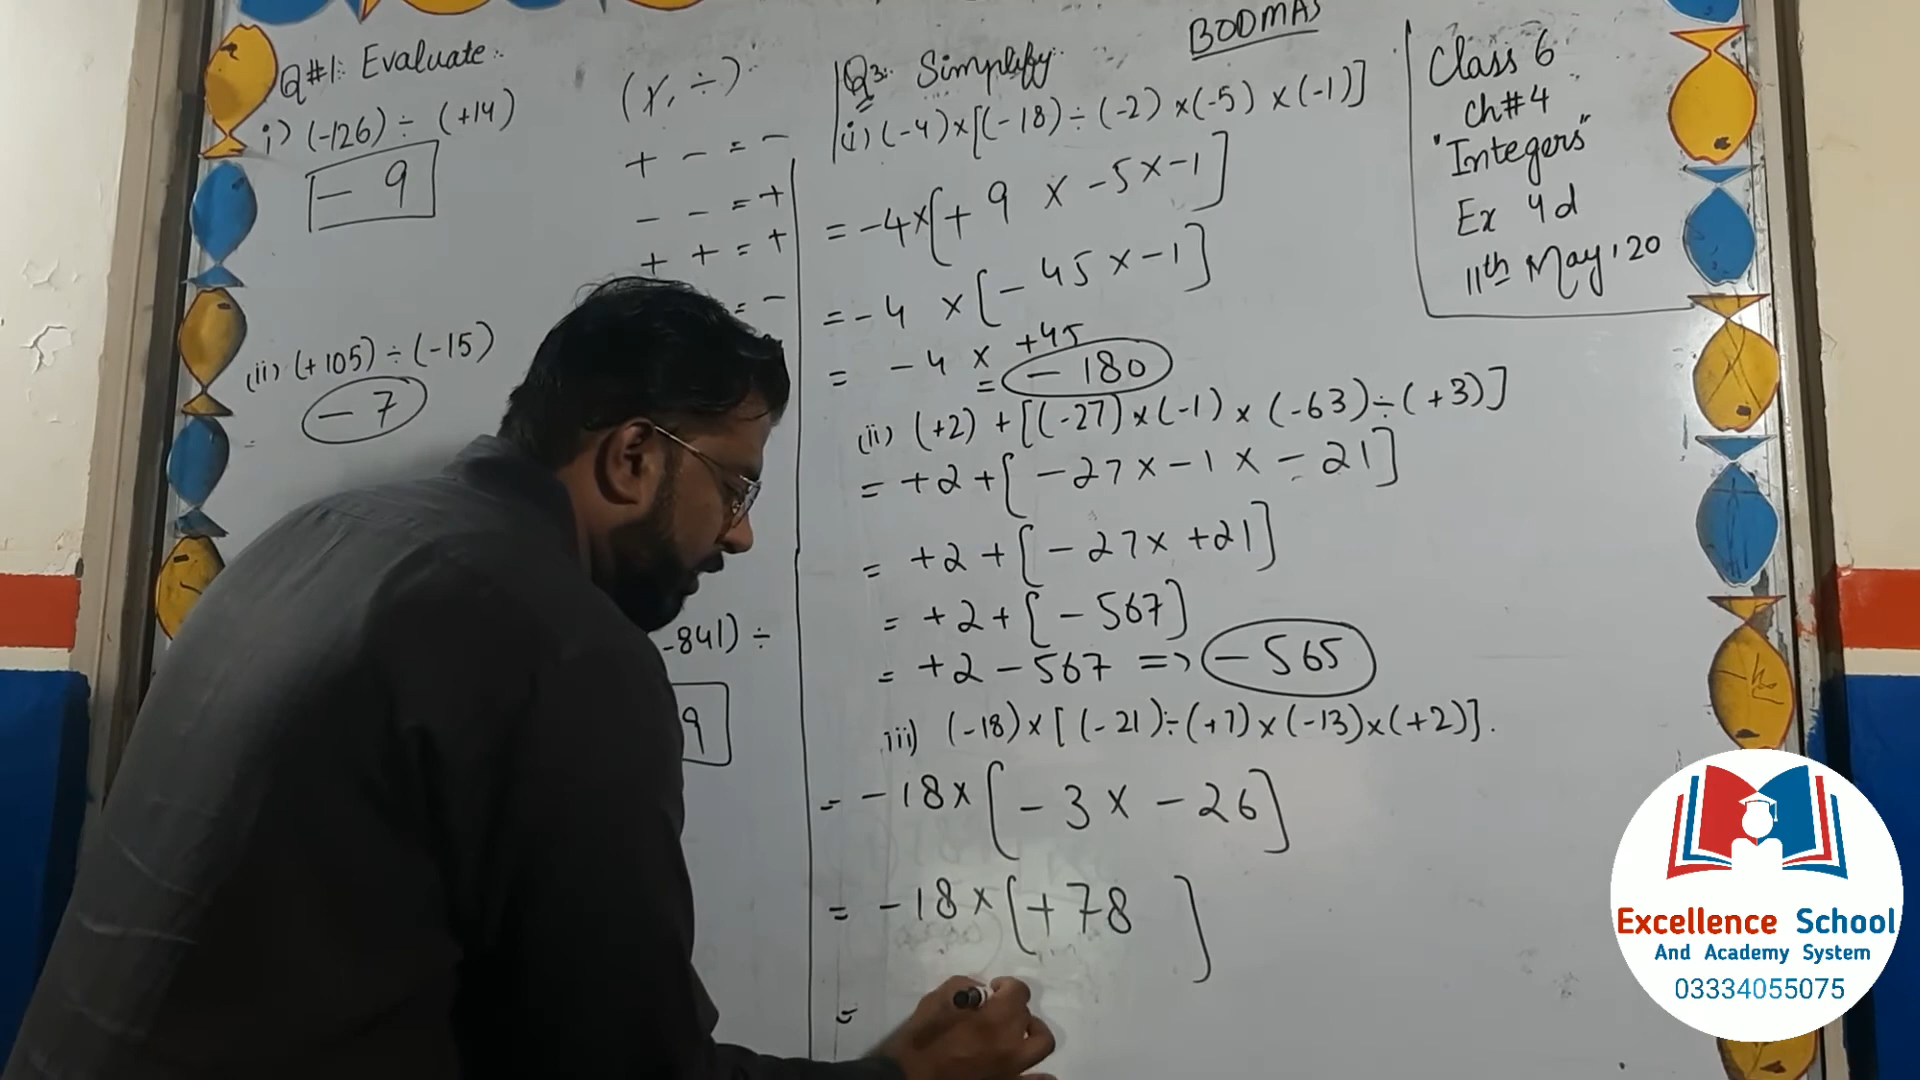 Q#1: Evaluate:
i) (-126) ÷ (+14)
- 9
(ii) (+105) ÷ (-15)
- 7
-841) ÷
9
(×, ÷)
+ - = -
- - = +
+ + = +
= -
BODMAS
Q3: Simplify:
(i) (-4)×[(-18) ÷ (-2) ×(-5) ×(-1)]
= -4×[+ 9 × -5×-1]
= -4 ×[- 45×-1]
= -4 × +45
= - 180
(ii) (+2) +[(-27)×(-1) × (-63)÷(+3)]
= +2+[-27×-1×-21]
= +2+[-27×+21]
= +2+[-567]
= +2-567 => -565
iii) (-18)×[(-21)÷(+7)×(-13)×(+2)].
= -18×[-3×-26]
= -18×[+78 ]
=
Class 6
Ch#4
"Integers"
Ex 4d
11th May, 20
Excellence School
And Academy System
03334055075